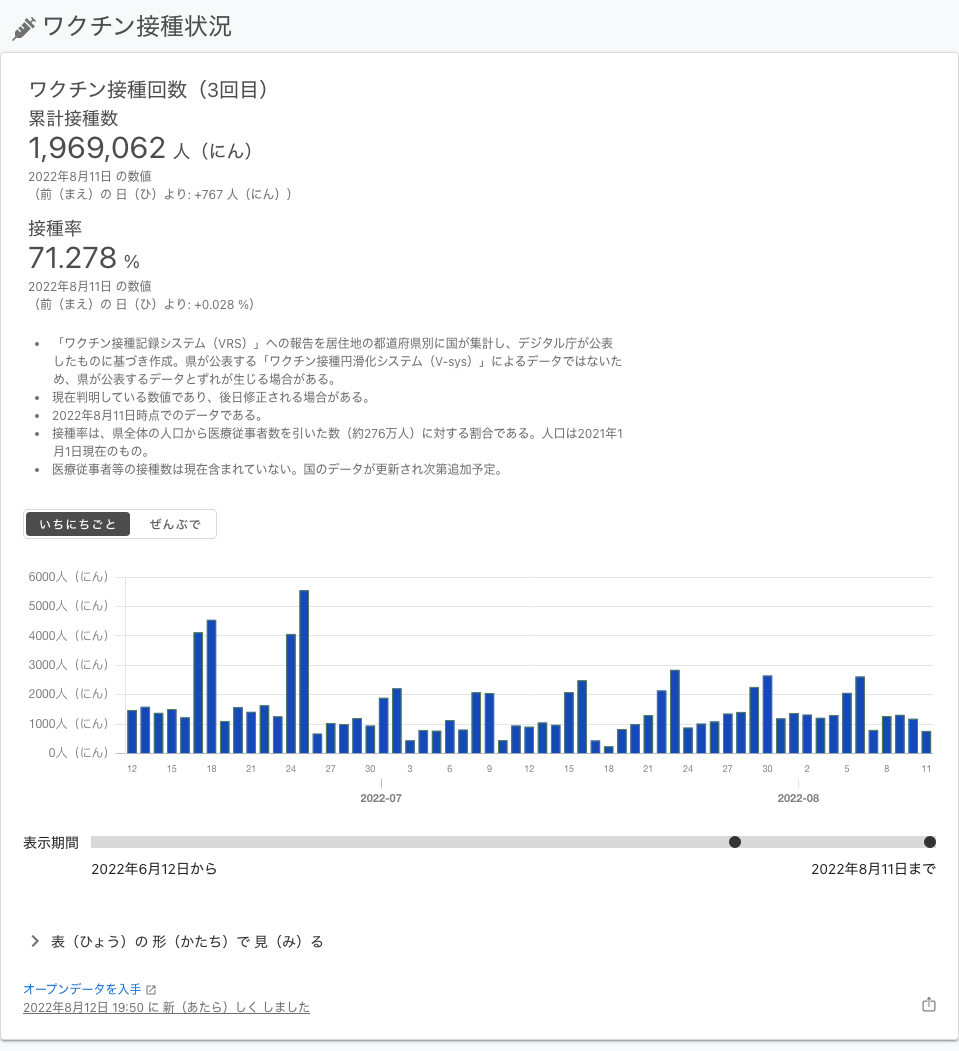 ワクチン接種状況
ワクチン接種回数（3回目）
累計接種数
1,969,062 人（にん）
2022年8月11日 の数値
（前（まえ）の 日（ひ）より: +767 人（にん））
接種率
71.278 %
2022年8月11日 の数値
（前（まえ）の 日（ひ）より: +0.028 %）
• 「ワクチン接種記録システム（VRS）」への報告を居住地の都道府県別に国が集計し、デジタル庁が公表
したものに基づき作成。県が公表する「ワクチン接種円滑化システム（V-sys）」によるデータではないた
め、県が公表するデータとずれが生じる場合がある。
• 現在判明している数値であり、後日修正される場合がある。
• 2022年8月11日時点でのデータである。
• 接種率は、県全体の人口から医療従事者数を引いた数（約276万人）に対する割合である。人口は2021年1
月1日現在のもの。
• 医療従事者等の接種数は現在含まれていない。国のデータが更新され次第追加予定。
いちにちごと ぜんぶで
6000人（にん）
5000人（にん）
4000人（にん）
3000人（にん）
2000人（にん）
1000人（にん）
0人（にん）
12 15 18 21 24 27 30 3 6 9 12 15 18 21 24 27 30 2 5 8 11
2022-07 2022-08
表示期間
2022年6月12日から 2022年8月11日まで
表（ひょう）の 形（かたち）で 見（み）る
オープンデータを入手
2022年8月12日 19:50 に 新（あたら）しく しました